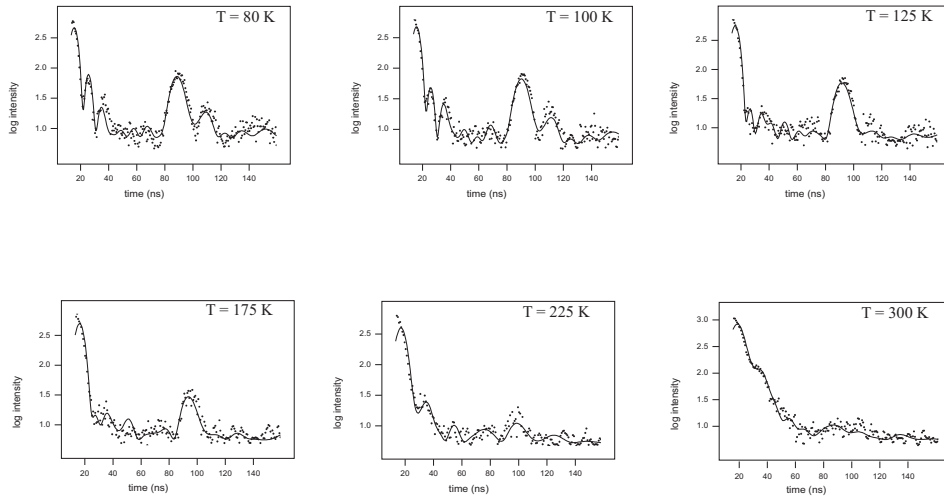 T = 80 K
2.5
2.0
1.5
1.0
log intensity
20 40 60 80 100 120 140
time (ns)
T = 100 K
2.5
2.0
1.5
1.0
log intensity
20 40 60 80 100 120 140
time (ns)
T = 125 K
2.5
2.0
1.5
1.0
log intensity
20 40 60 80 100 120 140
time (ns)
T = 175 K
2.5
2.0
1.5
1.0
log intensity
20 40 60 80 100 120 140
time (ns)
T = 225 K
2.5
2.0
1.5
1.0
log intensity
20 40 60 80 100 120 140
time (ns)
T = 300 K
3.0
2.5
2.0
1.5
1.0
log intensity
20 40 60 80 100 120 140
time (ns)